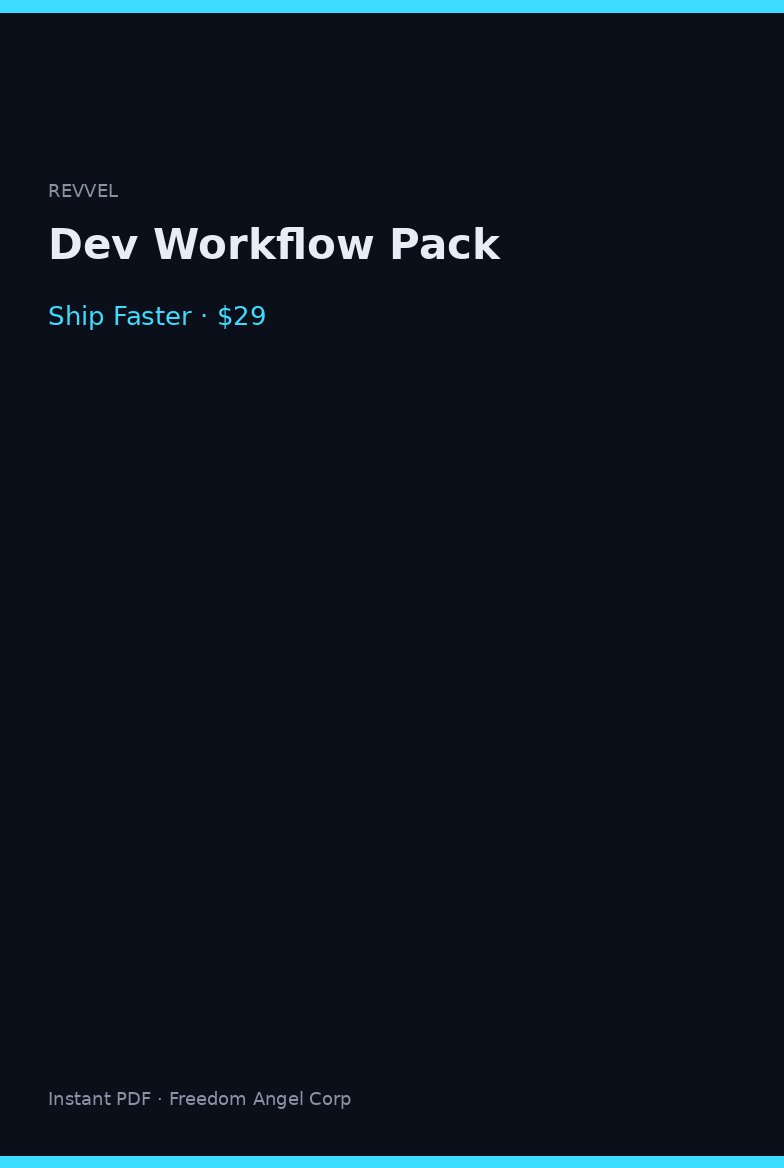 REVVEL
Dev Workflow Pack
Ship Faster · $29
Instant PDF · Freedom Angel Corp